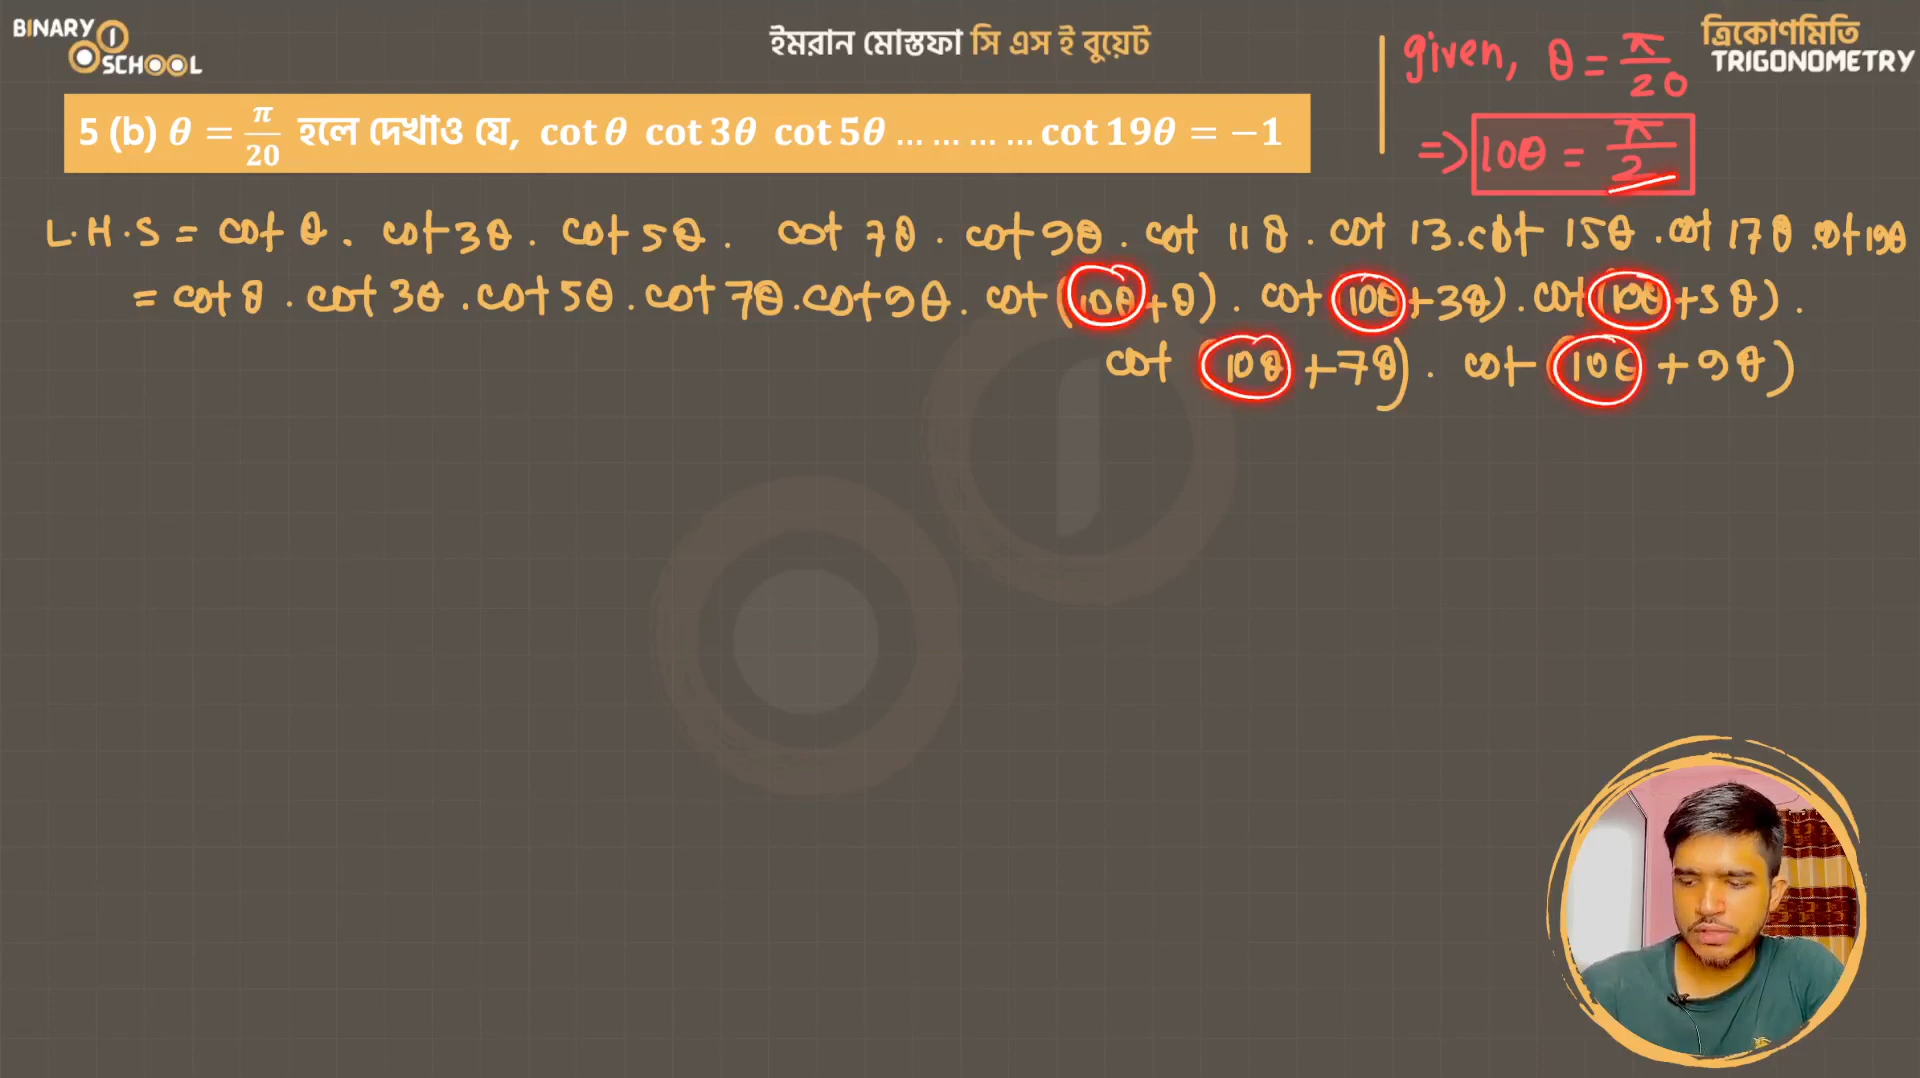 BINARY SCHOOL
ইমরান মোস্তফা সি এস ই বুয়েট
ত্রিকোণমিতি
TRIGONOMETRY
given, θ = π/20
=> 10θ = π/2
5 (b) θ = π/20 হলে দেখাও যে, cot θ cot 3θ cot 5θ … … … … cot 19θ = −1
L.H.S = cot θ . cot 3θ . cot 5θ . cot 7θ . cot 9θ . cot 11θ . cot 13 . cot 15θ . cot 17θ . cot 19θ
= cot θ . cot 3θ . cot 5θ . cot 7θ . cot 9θ . cot (10θ + θ) . cot (10θ + 3θ) . cot (10θ + 5θ) .
cot (10θ + 7θ) . cot (10θ + 9θ)